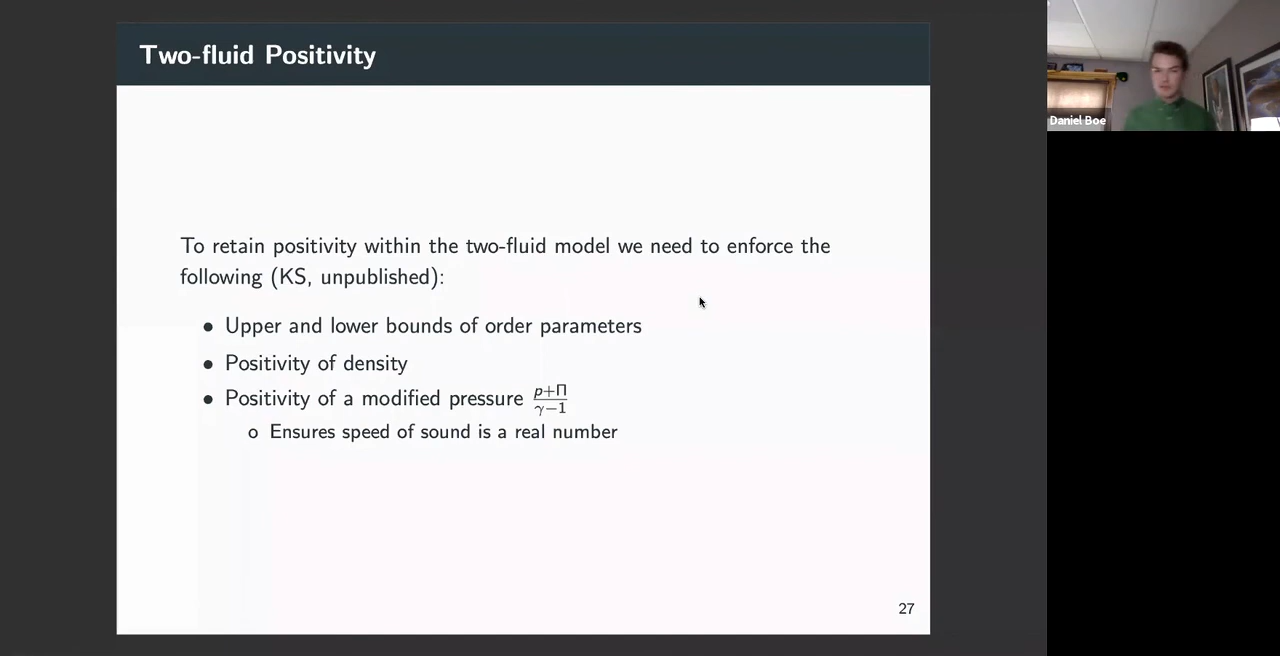 Two-fluid Positivity
Daniel Boe
To retain positivity within the two-fluid model we need to enforce the
following (KS, unpublished):
• Upper and lower bounds of order parameters
• Positivity of density
• Positivity of a modified pressure \frac{p+Π}{γ−1}
o Ensures speed of sound is a real number
27